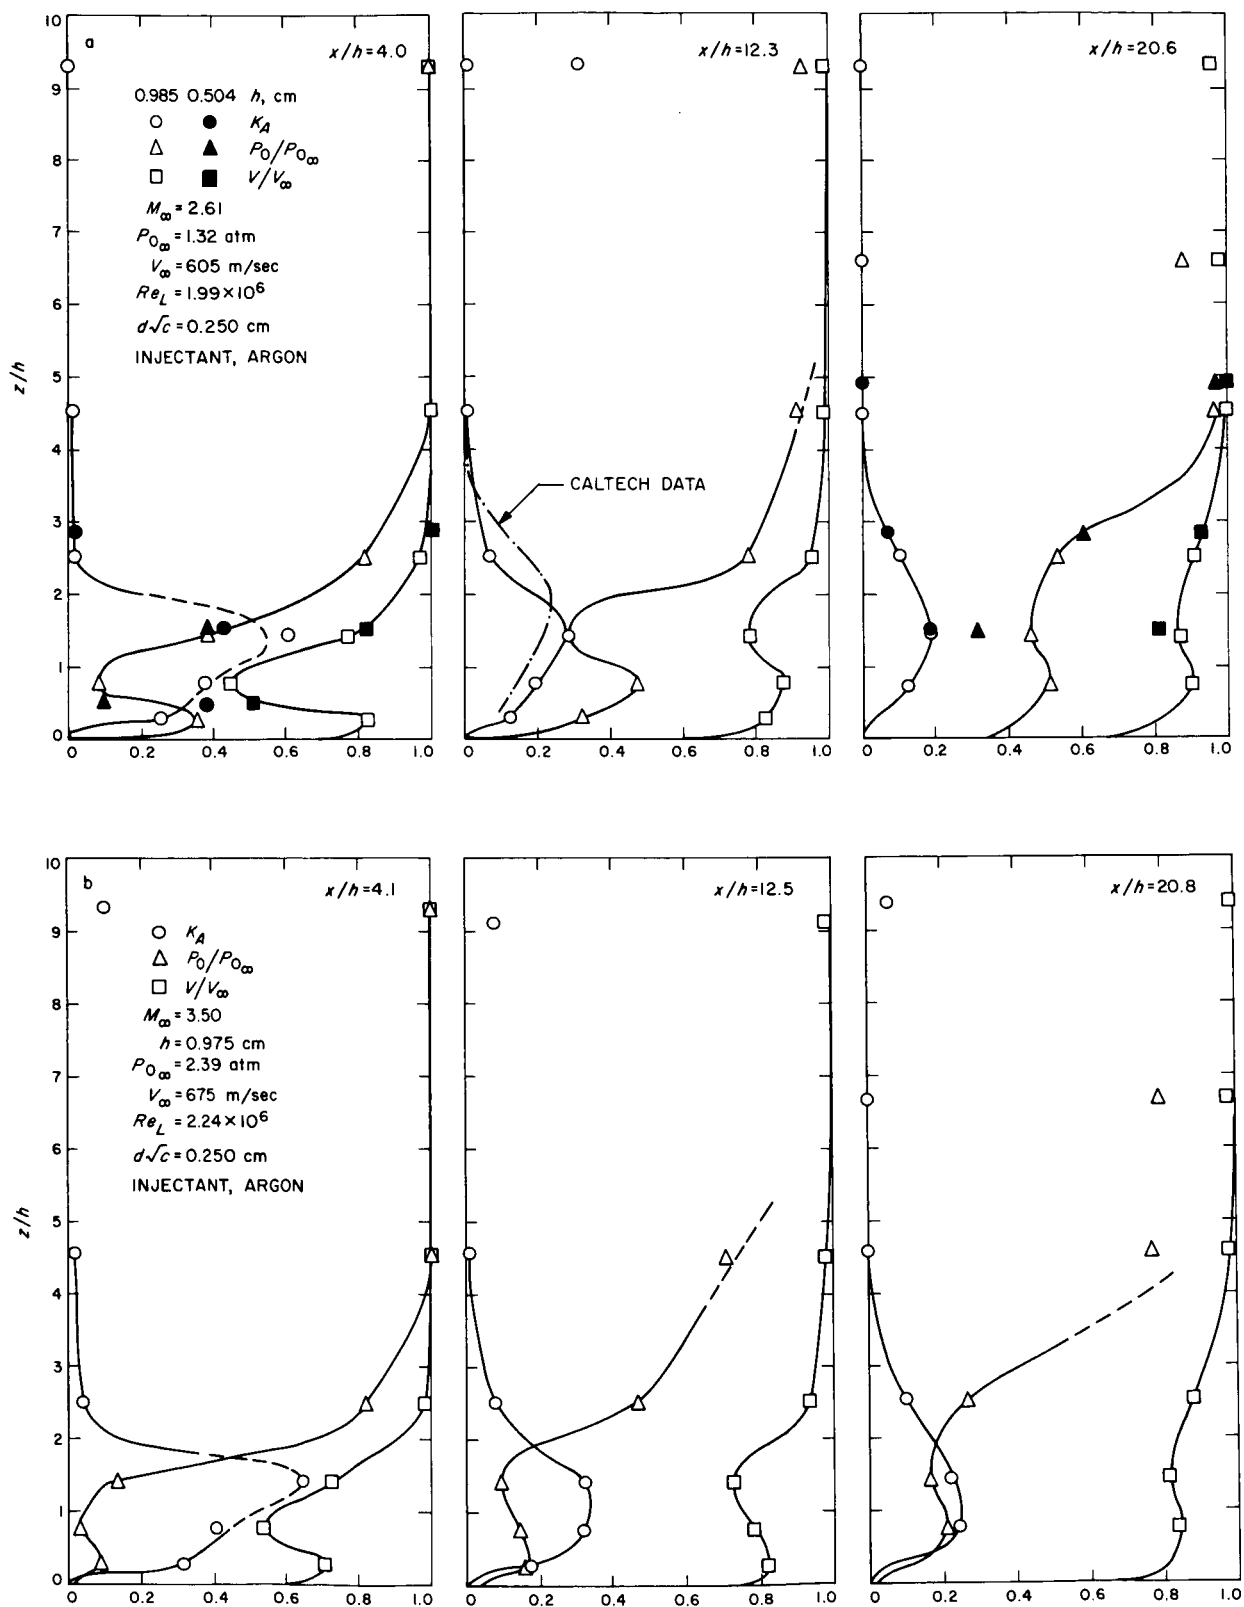 a
x/h=4.0
x/h=12.3
x/h=20.6
0.985 0.504 h, cm
○ ● K_A
△ ▲ P_0/P_0∞
□ ■ V/V∞
M∞=2.61
P_0∞=1.32 atm
V∞=605 m/sec
Re_L=1.99×10^6
d√c=0.250 cm
INJECTANT, ARGON
CALTECH DATA
z/h
10
9
8
7
6
5
4
3
2
1
0
0 0.2 0.4 0.6 0.8 1.0
0 0.2 0.4 0.6 0.8 1.0
0 0.2 0.4 0.6 0.8 1.0
b
x/h=4.1
x/h=12.5
x/h=20.8
○ K_A
△ P_0/P_0∞
□ V/V∞
M∞=3.50
h=0.975 cm
P_0∞=2.39 atm
V∞=675 m/sec
Re_L=2.24×10^6
d√c=0.250 cm
INJECTANT, ARGON
z/h
10
9
8
7
6
5
4
3
2
1
0
0 0.2 0.4 0.6 0.8 1.0
0 0.2 0.4 0.6 0.8 1.0
0 0.2 0.4 0.6 0.8 1.0